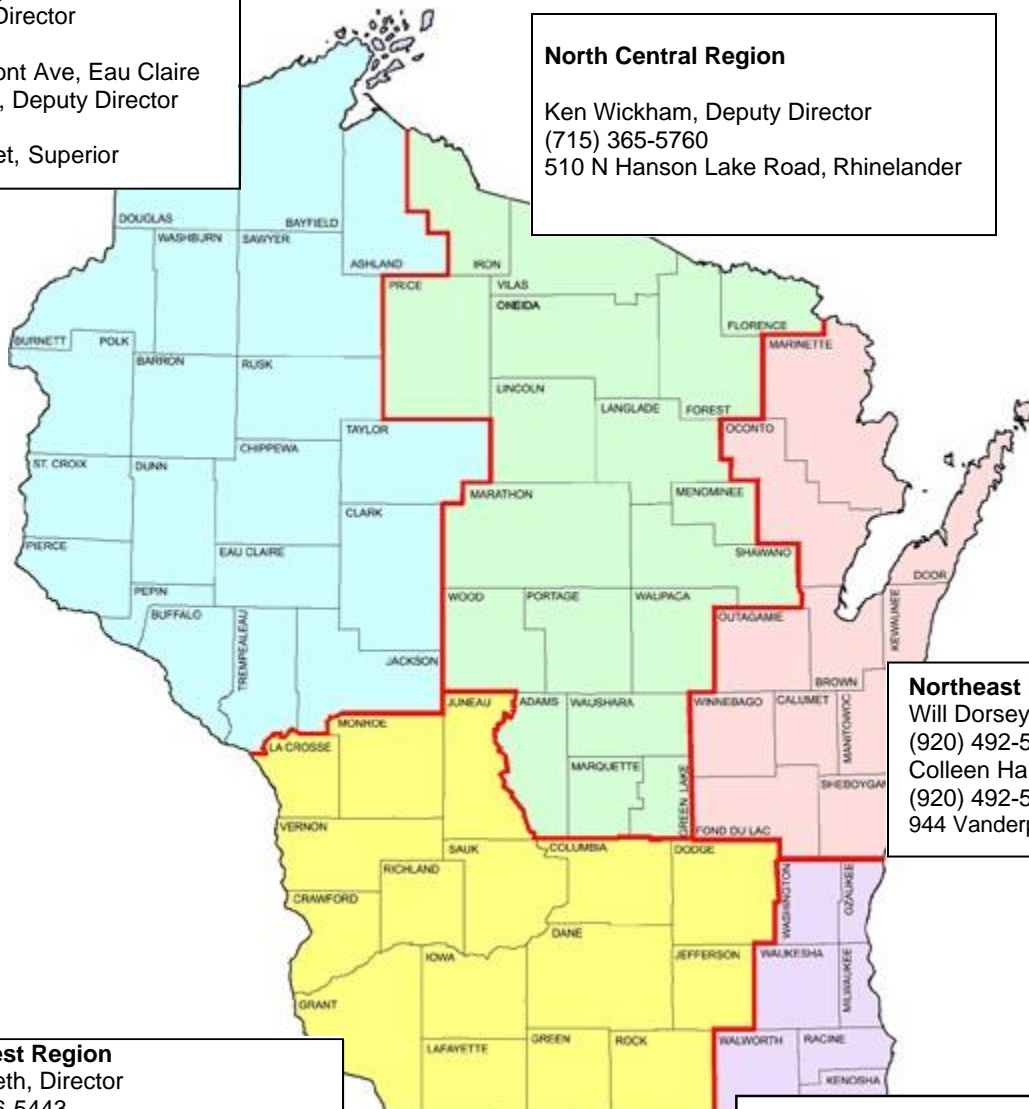 Director
ont Ave, Eau Claire
, Deputy Director
et, Superior
North Central Region
Ken Wickham, Deputy Director
(715) 365-5760
510 N Hanson Lake Road, Rhinelander
DOUGLAS
BAYFIELD
WASHBURN
SAWYER
ASHLAND
IRON
PRICE
VILAS
ONEIDA
FLORENCE
BURNETT
POLK
MARINETTE
BARRON
RUSK
LINCOLN
LANGLADE
FOREST
TAYLOR
OCONTO
CHIPPEWA
ST. CROIX
DUNN
MARATHON
MENOMINEE
CLARK
PIERCE
EAU CLAIRE
SHAWANO
DOOR
PEPIN
WOOD
PORTAGE
WAUPACA
BUFFALO
TREMPEALEAU
OUTAGAMIE
KEWAUNEE
JACKSON
BROWN
JUNEAU
ADAMS
WAUSHARA
WINNEBAGO
CALUMET
MANITOWOC
Northeast
Will Dorsey
(920) 492-5
Colleen Ha
(920) 492-5
944 Vanderp
MONROE
LA CROSSE
MARQUETTE
GREEN LAKE
SHEBOYGAN
VERNON
FOND DU LAC
SAUK
COLUMBIA
DODGE
RICHLAND
WASHINGTON
OZAUKEE
CRAWFORD
DANE
IOWA
JEFFERSON
WAUKESHA
MILWAUKEE
GRANT
LAFAYETTE
GREEN
ROCK
WALWORTH
RACINE
KENOSHA
est Region
eth, Director
6-5443